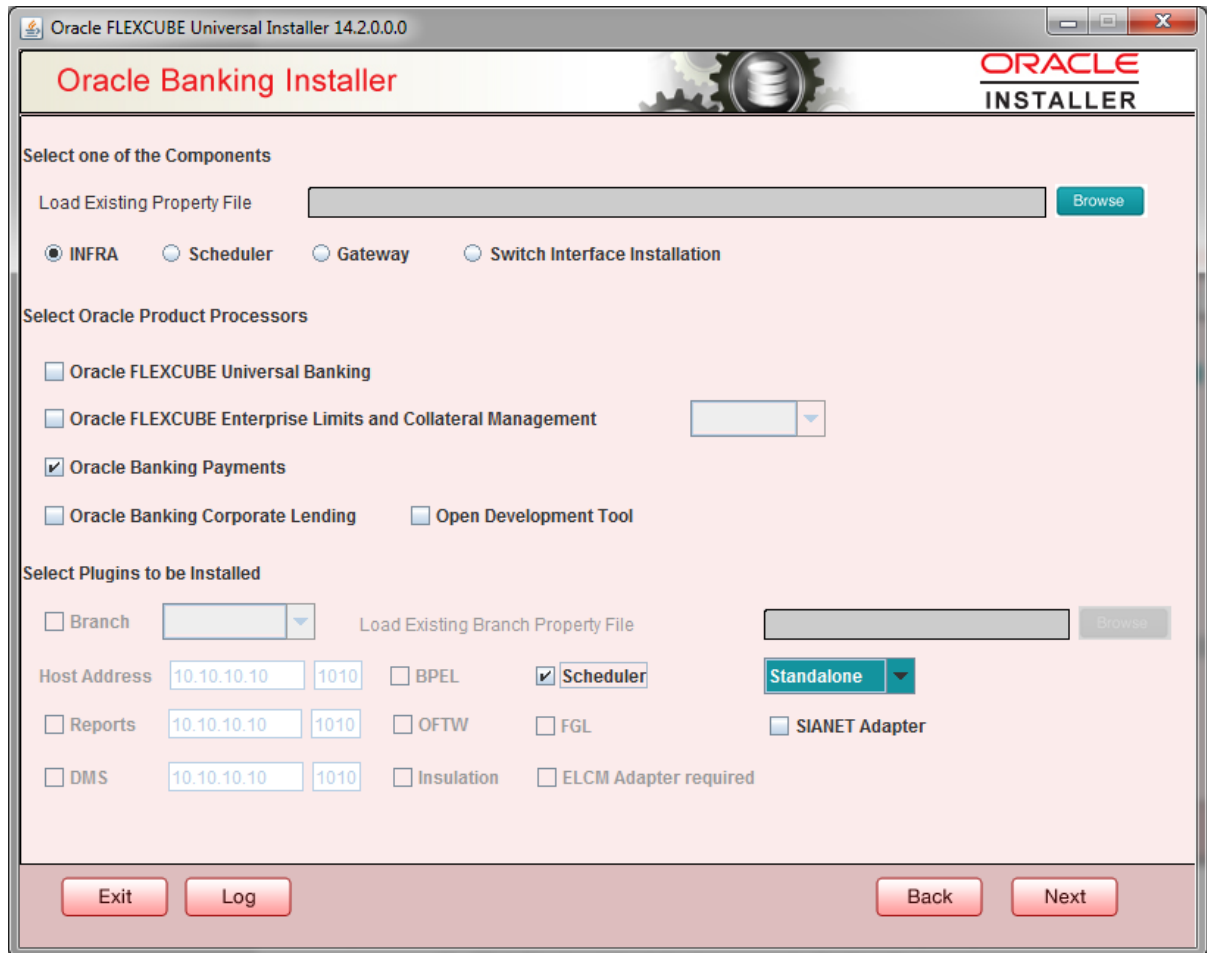 Oracle FLEXCUBE Universal Installer 14.2.0.0.0
Oracle Banking Installer
ORACLE
INSTALLER
Select one of the Components
Load Existing Property File Browse
INFRA Scheduler Gateway Switch Interface Installation
Select Oracle Product Processors
Oracle FLEXCUBE Universal Banking
Oracle FLEXCUBE Enterprise Limits and Collateral Management
Oracle Banking Payments
Oracle Banking Corporate Lending Open Development Tool
Select Plugins to be Installed
Branch Load Existing Branch Property File Browse
Host Address 10.10.10.10 1010 BPEL Scheduler Standalone
Reports 10.10.10.10 1010 OFTW FGL SIANET Adapter
DMS 10.10.10.10 1010 Insulation ELCM Adapter required
Exit Log Back Next